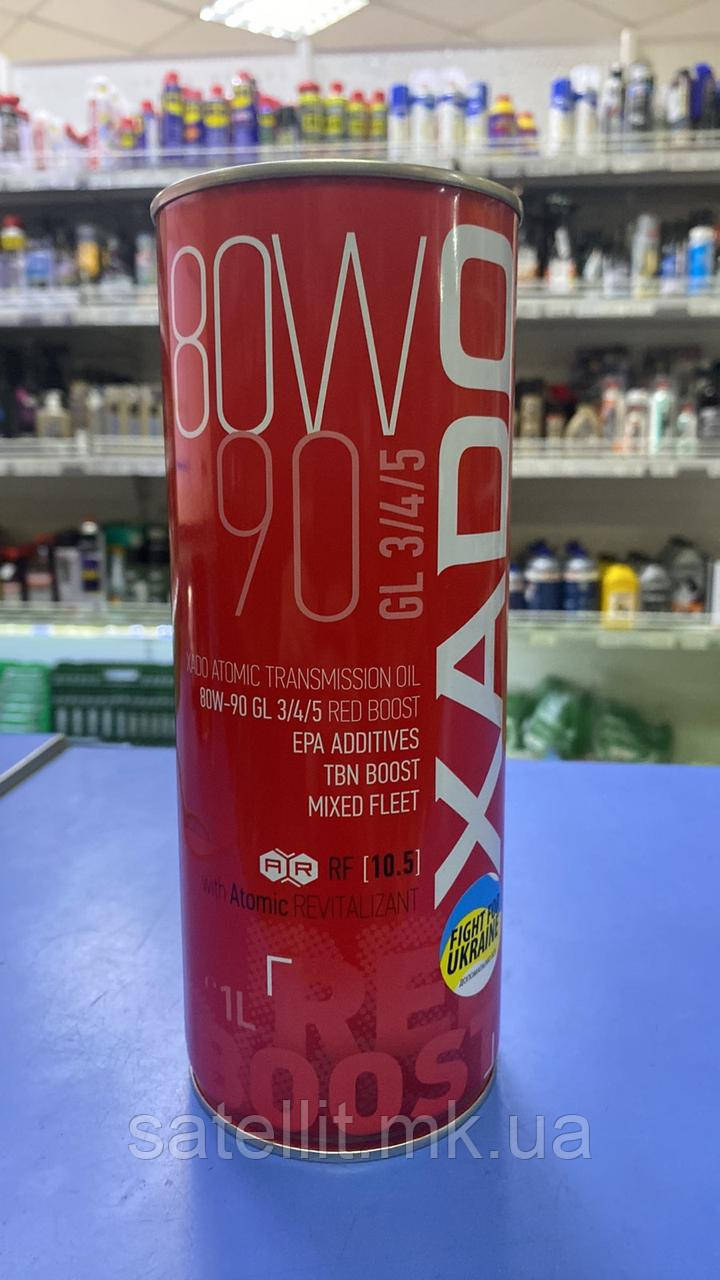 80W
90
GL 3/4/5
XADO
XADO ATOMIC TRANSMISSION OIL
80W-90 GL 3/4/5 RED BOOST
EPA ADDITIVES
TBN BOOST
MIXED FLEET
AR RF [10.5]
with Atomic REVITALIZANT
FIGHT FOR
UKRAINE
1L
RED
BOOST
satellit.mk.ua